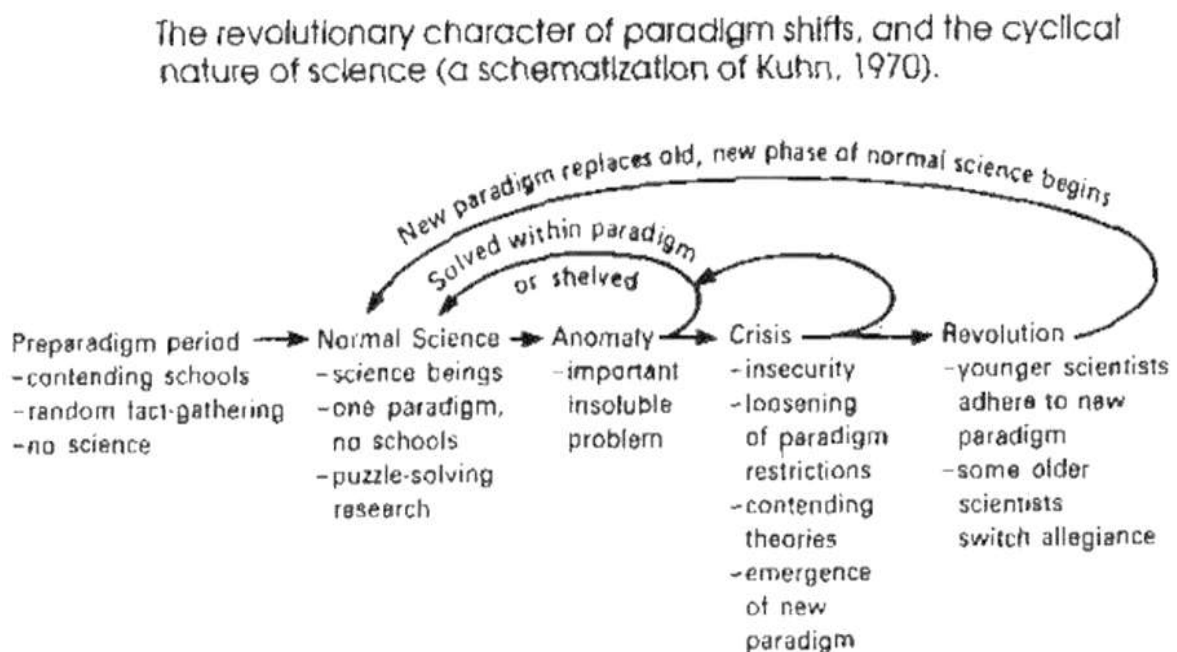 The revolutionary character of paradigm shifts, and the cyclical
nature of science (a schematization of Kuhn, 1970).
New paradigm replaces old, new phase of normal science begins
Solved within paradigm
or shelved
Preparadigm period
-contending schools
-random fact-gathering
-no science
Normal Science
-science beings
-one paradigm,
no schools
-puzzle-solving
research
Anomaly
-important
insoluble
problem
Crisis
-insecurity
-loosening
of paradigm
restrictions
-contending
theories
-emergence
of new
paradigm
Revolution
-younger scientists
adhere to new
paradigm
-some older
scientists
switch allegiance